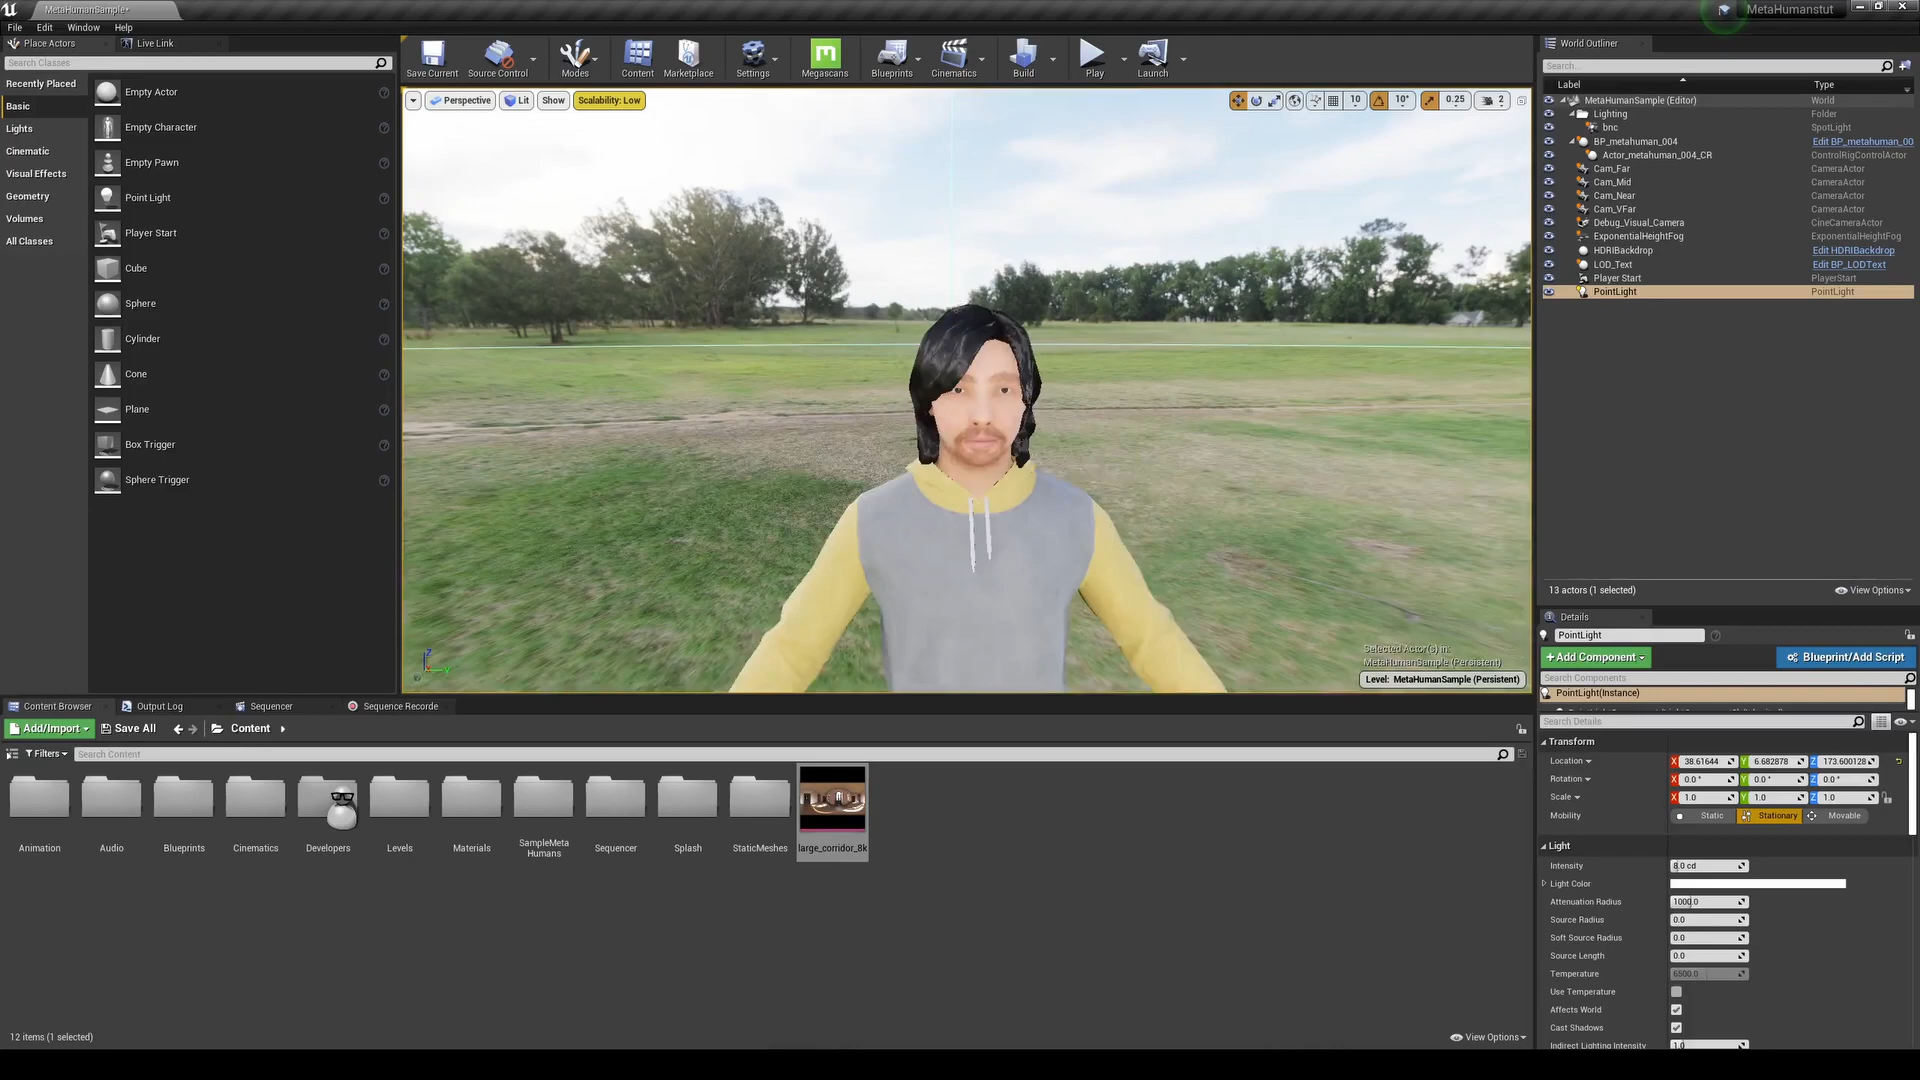 MetaHumanSample•
MetaHumanstut
File Edit Window Help
Place Actors
Live Link
Search Classes
Recently Placed
Basic
Lights
Cinematic
Visual Effects
Geometry
Volumes
All Classes
Empty Actor
Empty Character
Empty Pawn
Point Light
Player Start
Cube
Sphere
Cylinder
Cone
Plane
Box Trigger
Sphere Trigger
Save Current
Source Control
Modes
Content
Marketplace
Settings
Megascans
Blueprints
Cinematics
Build
Play
Launch
Perspective
Lit
Show
Scalability: Low
10
10°
0.25
2
Selected Actor(s) in:
MetaHumanSample (Persistent)
Level: MetaHumanSample (Persistent)
World Outliner
Search...
Label Type
MetaHumanSample (Editor) World
Lighting Folder
bnc SpotLight
BP_metahuman_004 Edit BP_metahuman_00
Actor_metahuman_004_CR ControlRigControlActor
Cam_Far CameraActor
Cam_Mid CameraActor
Cam_Near CameraActor
Cam_VFar CameraActor
Debug_Visual_Camera CineCameraActor
ExponentialHeightFog ExponentialHeightFog
HDRIBackdrop Edit HDRIBackdrop
LOD_Text Edit BP_LODText
Player Start PlayerStart
PointLight PointLight
13 actors (1 selected)
View Options
Details
PointLight
+Add Component
Blueprint/Add Script
Search Components
PointLight(Instance)
Search Details
Transform
Location X 38.61644 Y 6.682878 Z 173.600128
Rotation X 0.0° Y 0.0° Z 0.0°
Scale X 1.0 Y 1.0 Z 1.0
Mobility Static Stationary Movable
Light
Intensity 8.0 cd
Light Color
Attenuation Radius 1000.0
Source Radius 0.0
Soft Source Radius 0.0
Source Length 0.0
Temperature 6500.0
Use Temperature
Affects World
Cast Shadows
Indirect Lighting Intensity 1.0
Content Browser
Output Log
Sequencer
Sequence Recorde
Add/Import
Save All
Content
Filters
Search Content
Animation
Audio
Blueprints
Cinematics
Developers
Levels
Materials
SampleMeta
Humans
Sequencer
Splash
StaticMeshes
large_corridor_8k
12 items (1 selected)
View Options